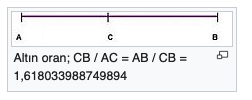 A C B
Altın oran; CB / AC = AB / CB =
1,618033988749894